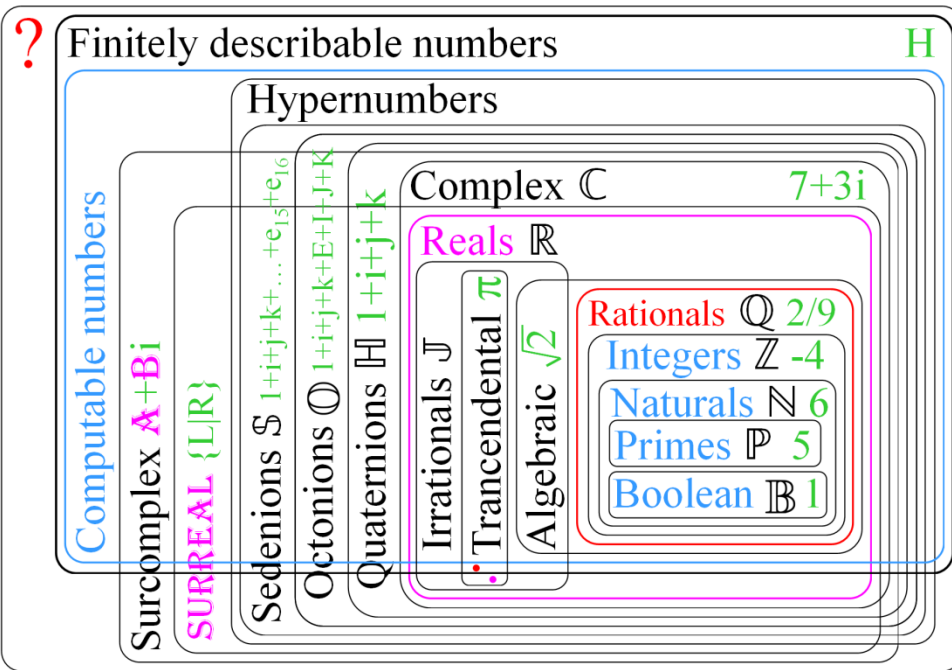 ?
Finitely describable numbers H
Hypernumbers
Computable numbers
Surcomplex A+Bi
SURREAL {L|R}
Sedenions 𝕊 1+i+j+k+...+e₁₅+e₁₆
Octonions 𝕆 1+i+j+k+E+I+J+K
Quaternions ℍ 1+i+j+k
Complex ℂ 7+3i
Reals ℝ
Irrationals 𝕁
Trancendental π
Algebraic √2
Rationals ℚ 2/9
Integers ℤ -4
Naturals ℕ 6
Primes ℙ 5
Boolean 𝔹 1